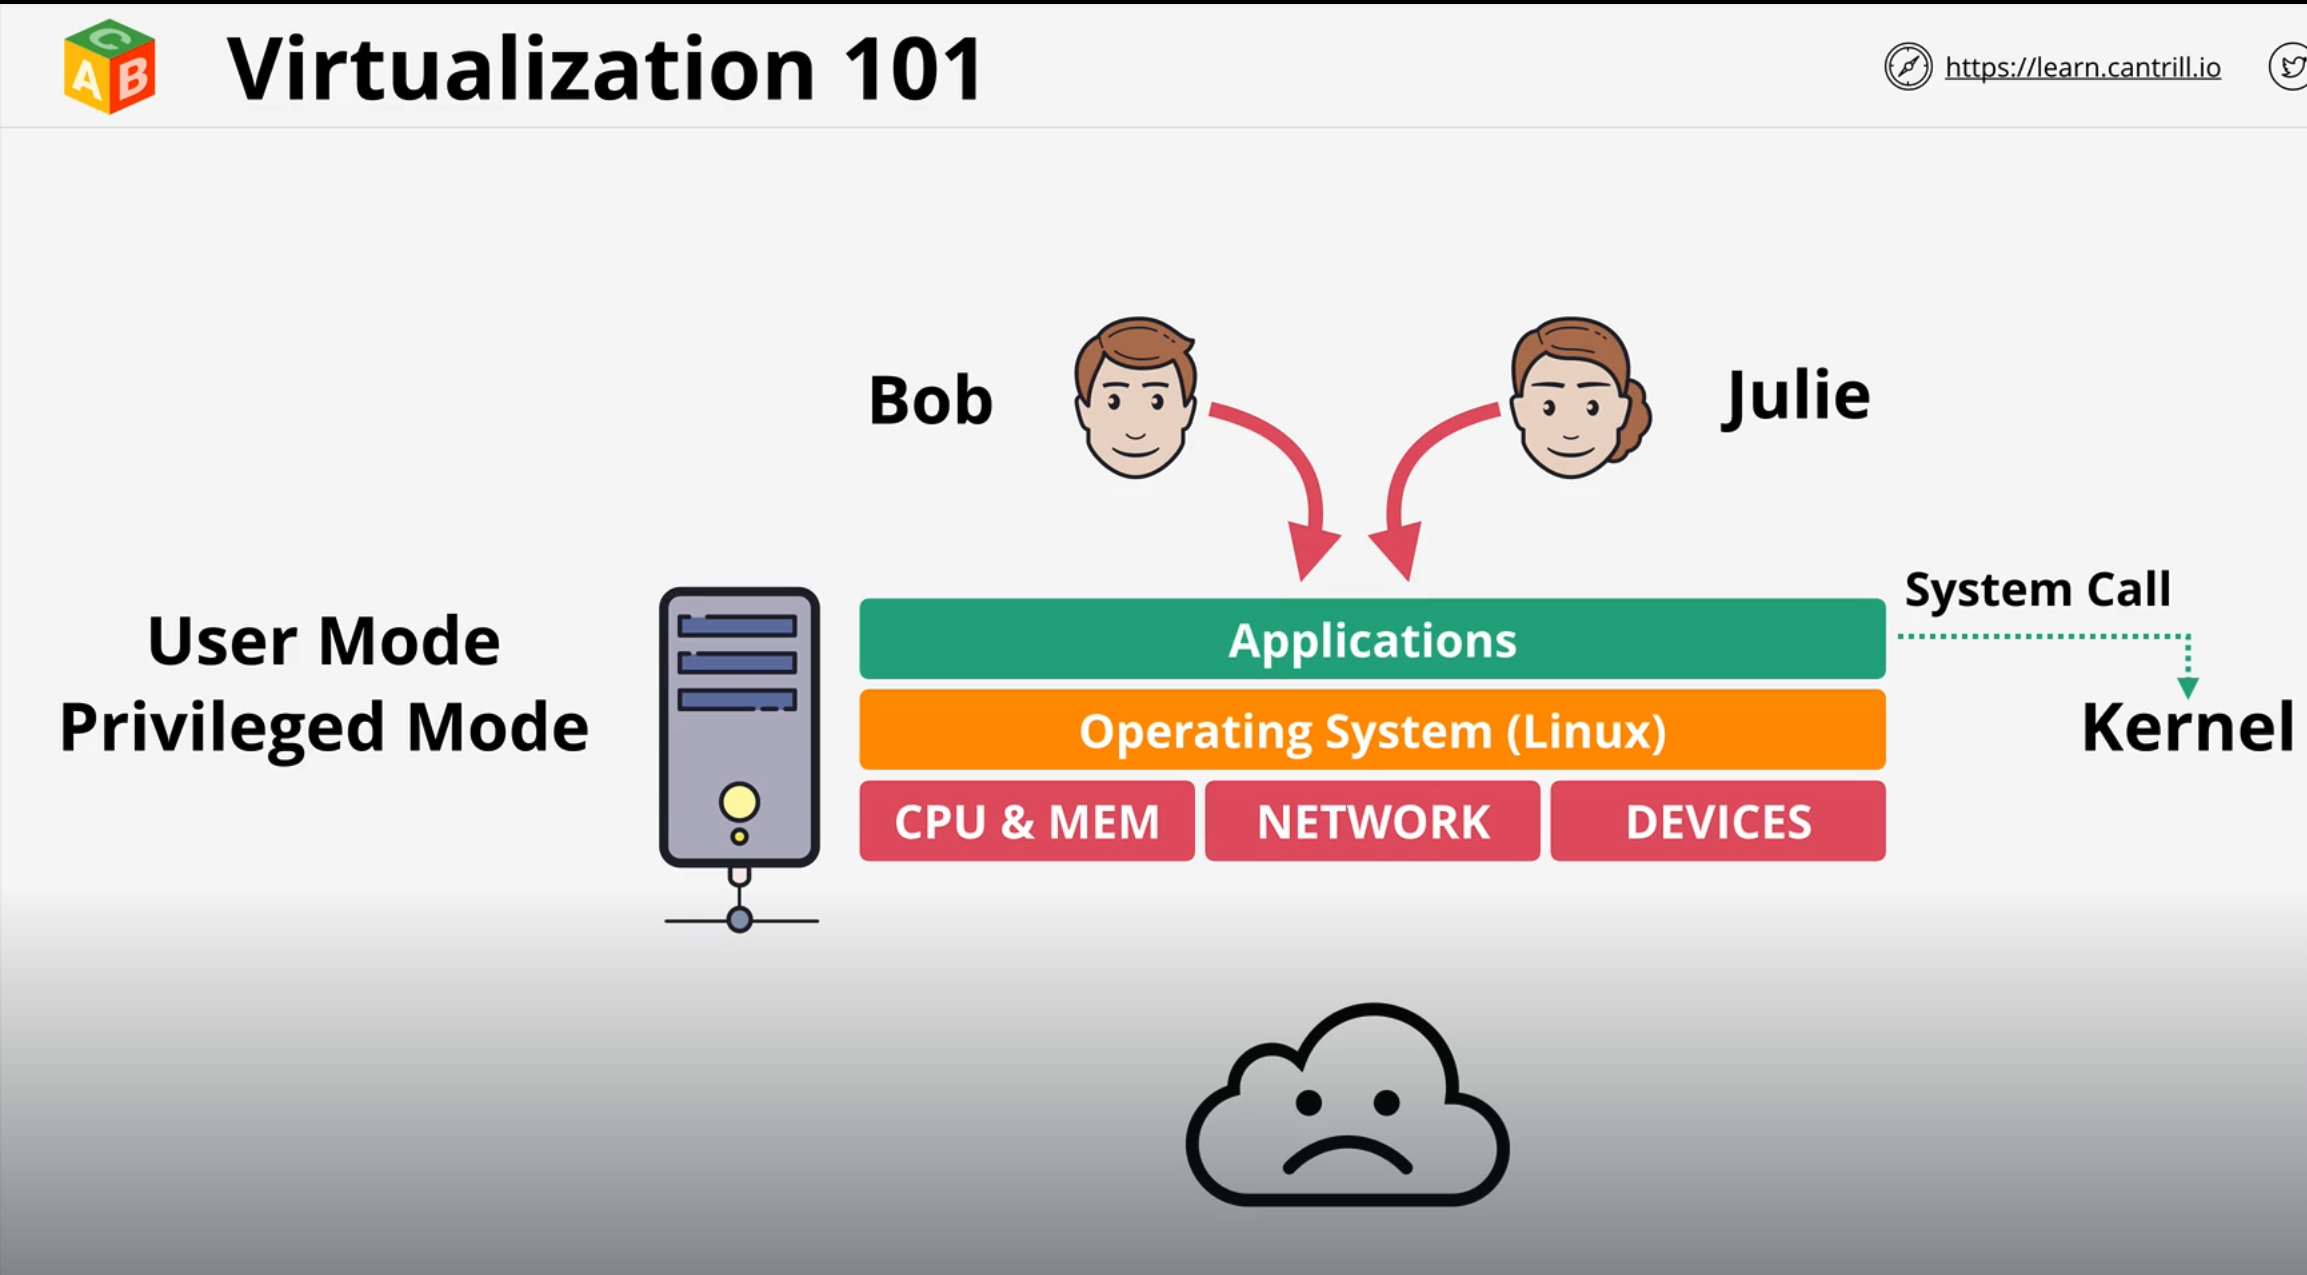 C
A B
Virtualization 101
https://learn.cantrill.io
Bob
Julie
System Call
User Mode
Applications
Privileged Mode
Operating System (Linux)
Kernel
CPU & MEM
NETWORK
DEVICES